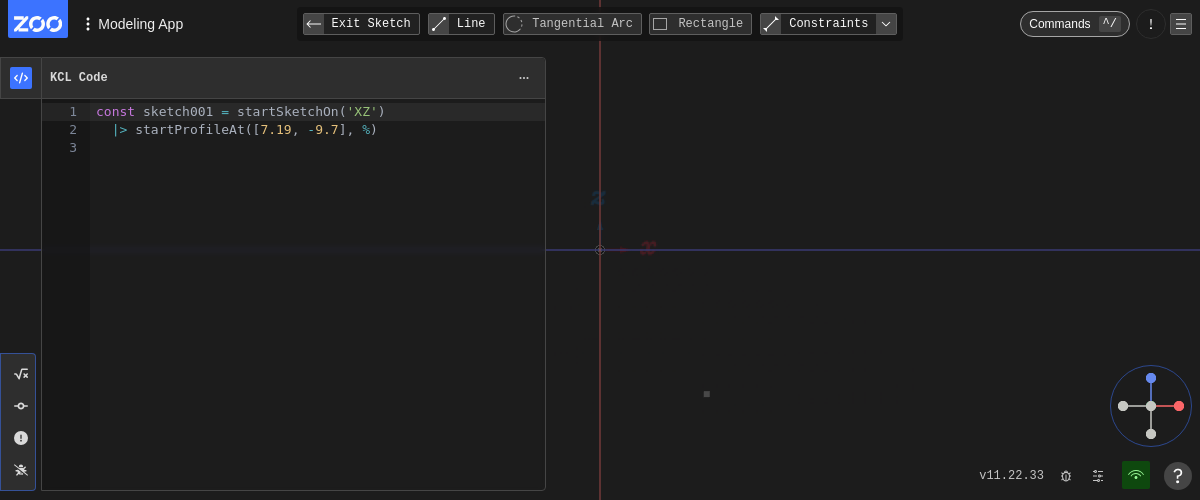 ZOO Modeling App Exit Sketch Line Tangential Arc Rectangle Constraints Commands ^/ !
KCL Code ...
1 const sketch001 = startSketchOn('XZ')
2 |> startProfileAt([7.19, -9.7], %)
3
z
x
v11.22.33 ?